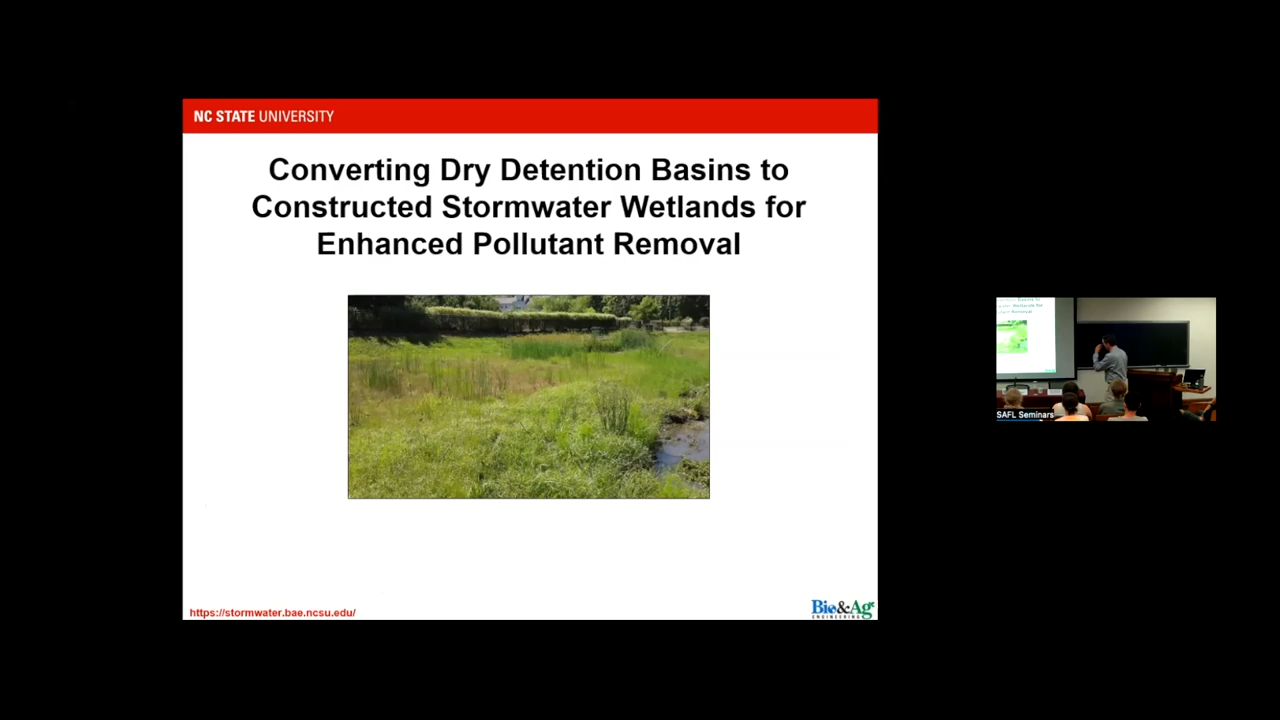 NC STATE UNIVERSITY
Converting Dry Detention Basins to
Constructed Stormwater Wetlands for
Enhanced Pollutant Removal
https://stormwater.bae.ncsu.edu/
Bio&Ag
ENGINEERING
SAFL Seminars